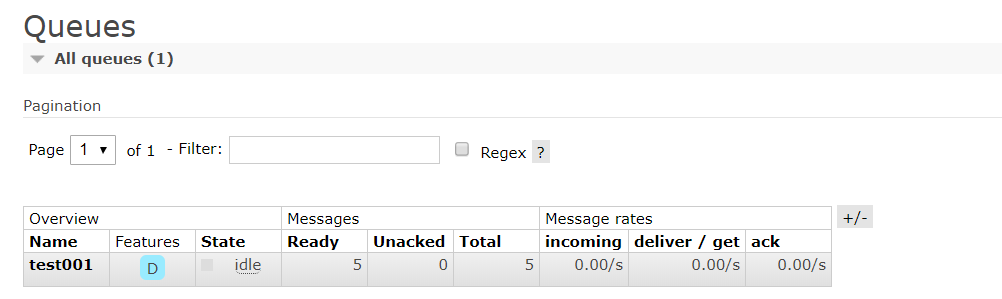 Queues
All queues (1)
Pagination
Page 1 of 1 - Filter: Regex ?
Overview Messages Message rates +/-
Name Features State Ready Unacked Total incoming deliver / get ack
test001 D idle 5 0 5 0.00/s 0.00/s 0.00/s